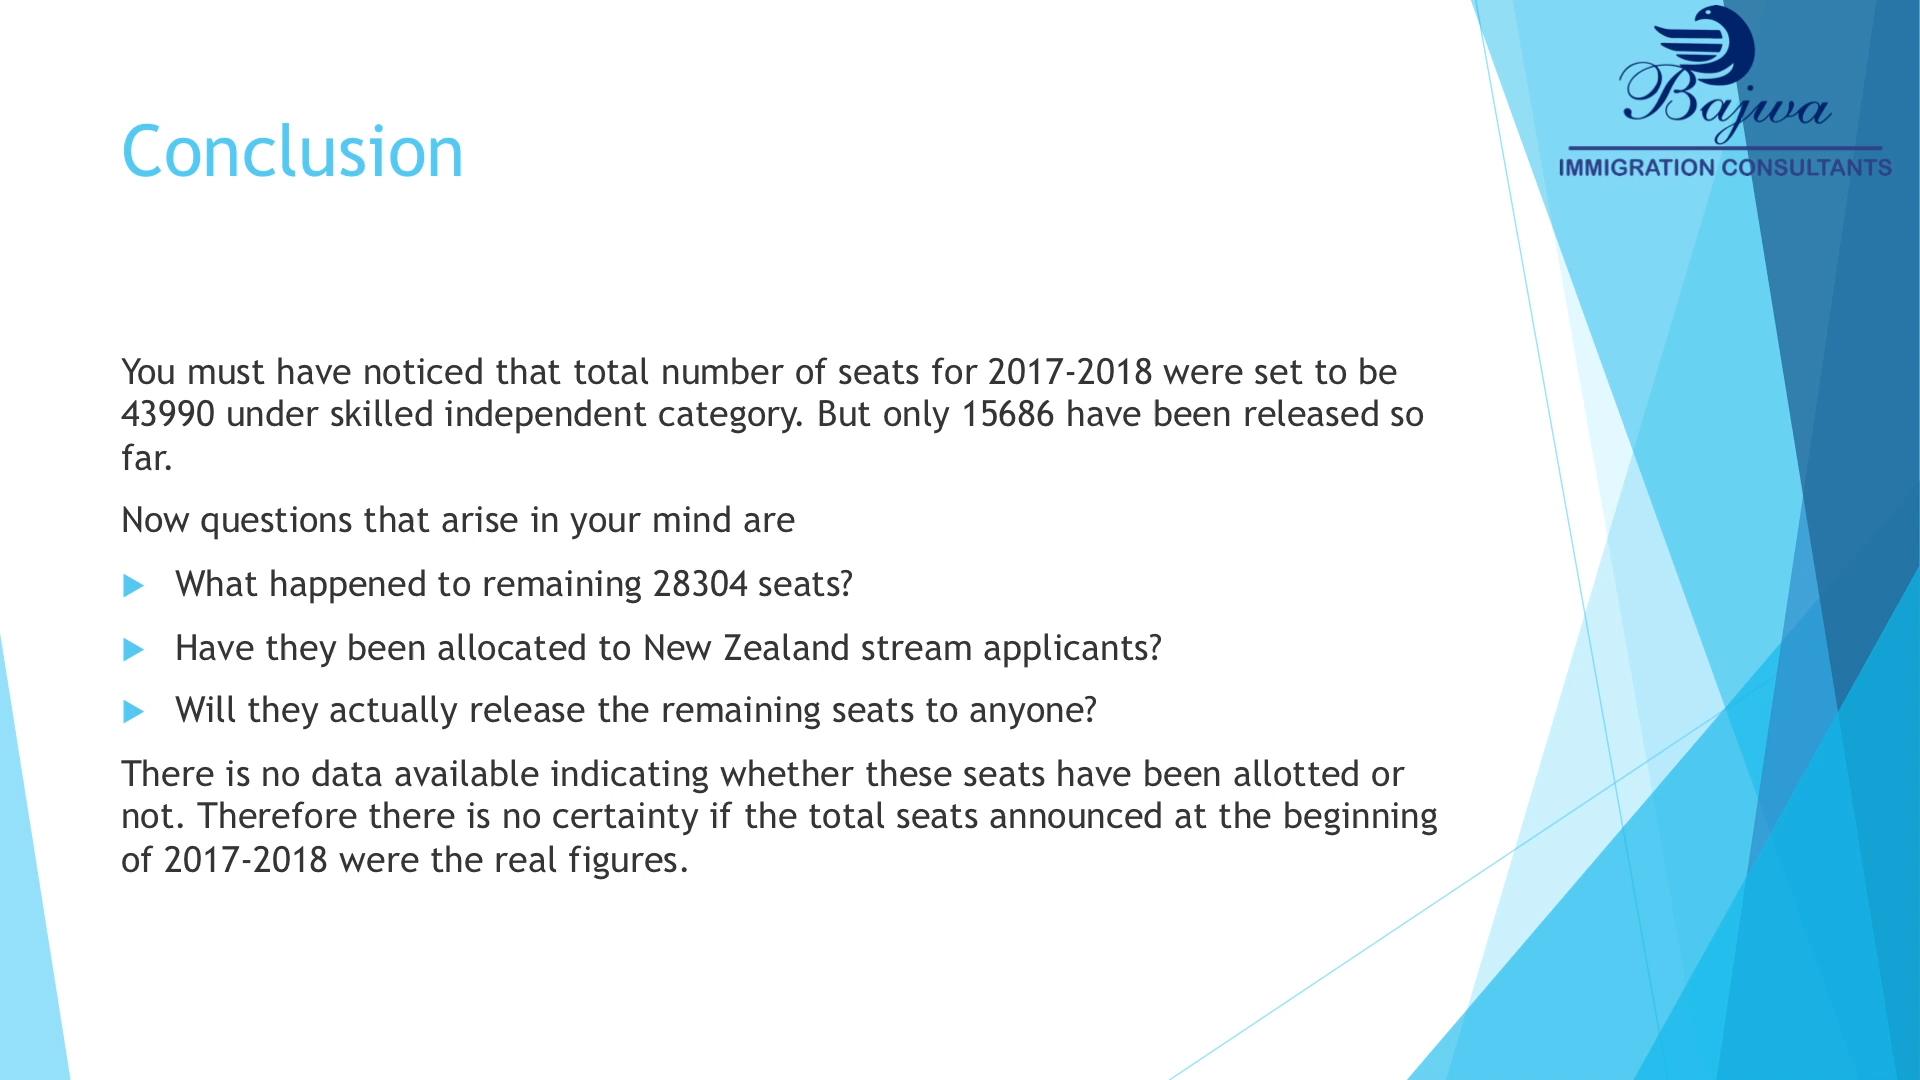 Bajwa
IMMIGRATION CONSULTANTS
Conclusion
You must have noticed that total number of seats for 2017-2018 were set to be
43990 under skilled independent category. But only 15686 have been released so
far.
Now questions that arise in your mind are
What happened to remaining 28304 seats?
Have they been allocated to New Zealand stream applicants?
Will they actually release the remaining seats to anyone?
There is no data available indicating whether these seats have been allotted or
not. Therefore there is no certainty if the total seats announced at the beginning
of 2017-2018 were the real figures.